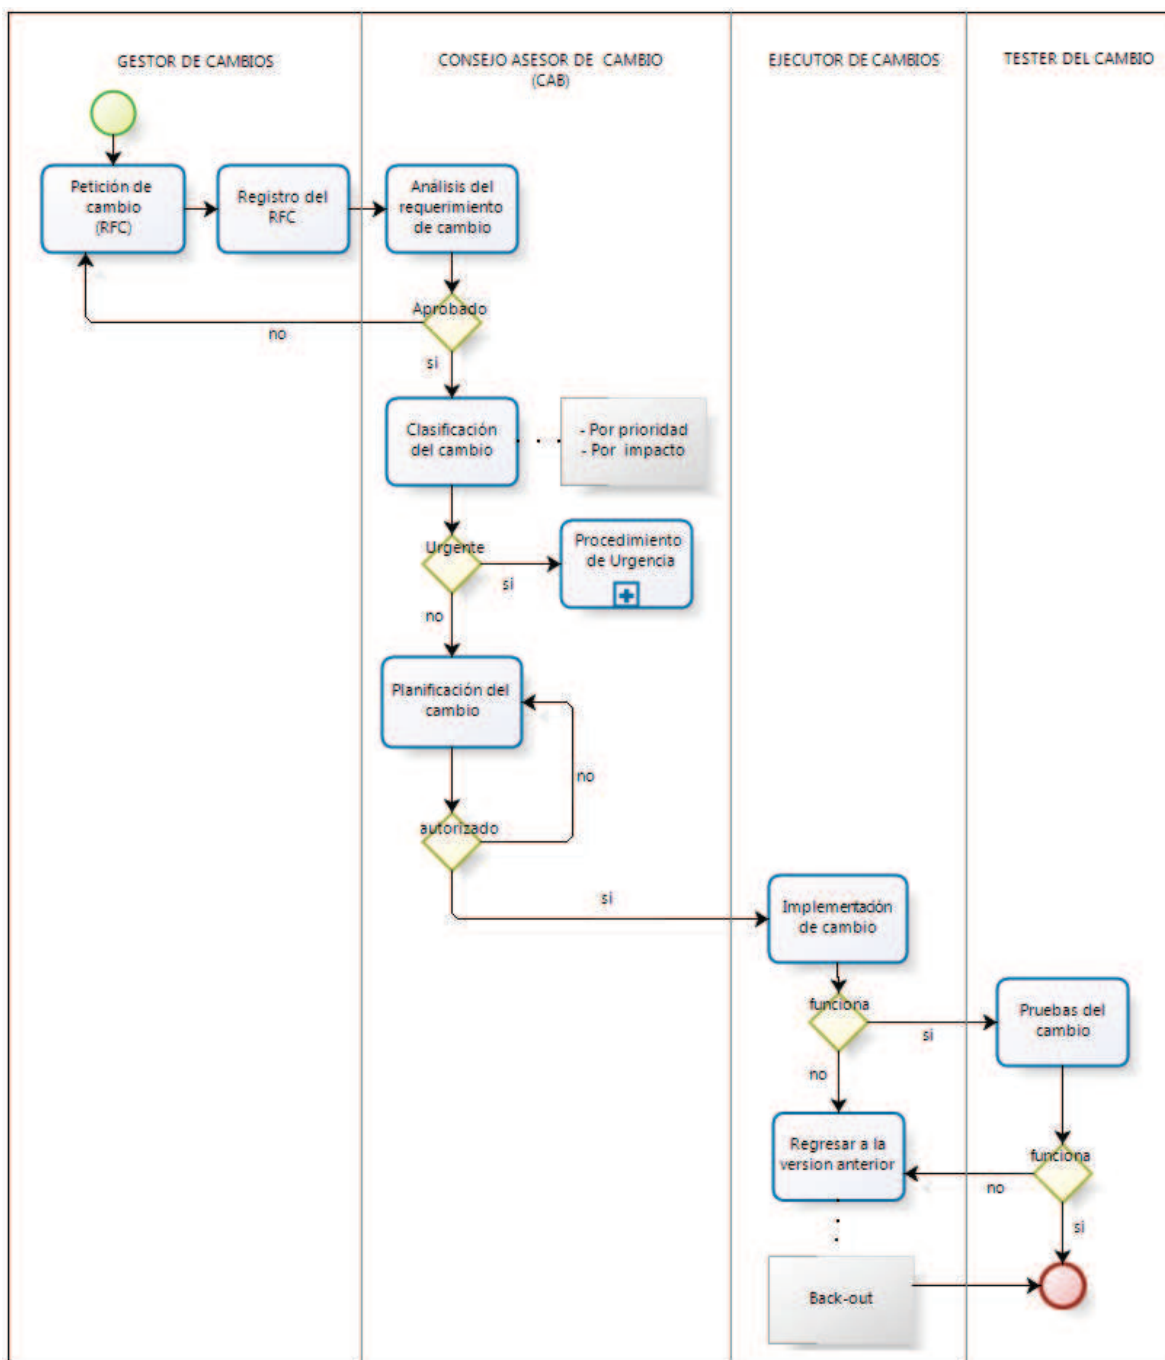 GESTOR DE CAMBIOS
CONSEJO ASESOR DE CAMBIO
(CAB)
EJECUTOR DE CAMBIOS
TESTER DEL CAMBIO
Petición de
cambio
(RFC)
Registro del
RFC
Análisis del
requerimiento
de cambio
Aprobado
no
si
Clasificación
del cambio
- Por prioridad
- Por impacto
Urgente
si
Procedimiento
de Urgencia
no
Planificación del
cambio
no
autorizado
si
Implementación
de cambio
funciona
si
Pruebas del
cambio
no
Regresar a la
version anterior
funciona
no
si
Back-out